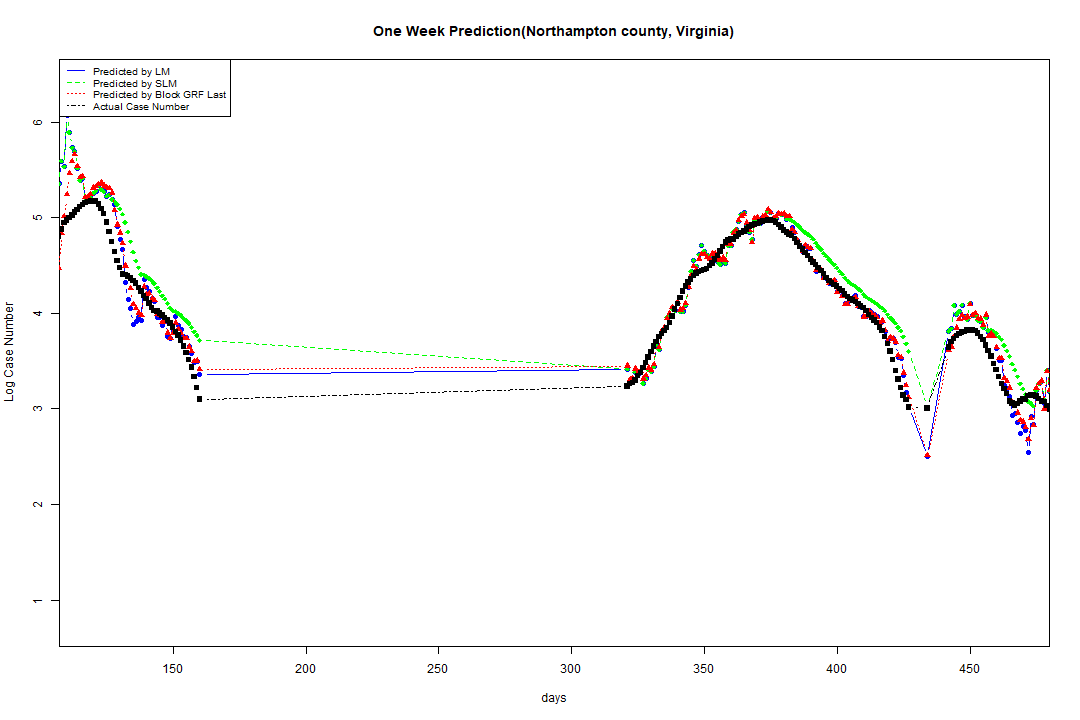 One Week Prediction(Northampton county, Virginia)
Predicted by LM
Predicted by SLM
Predicted by Block GRF Last
Actual Case Number
Log Case Number
6
5
4
3
2
1
150 200 250 300 350 400 450
days